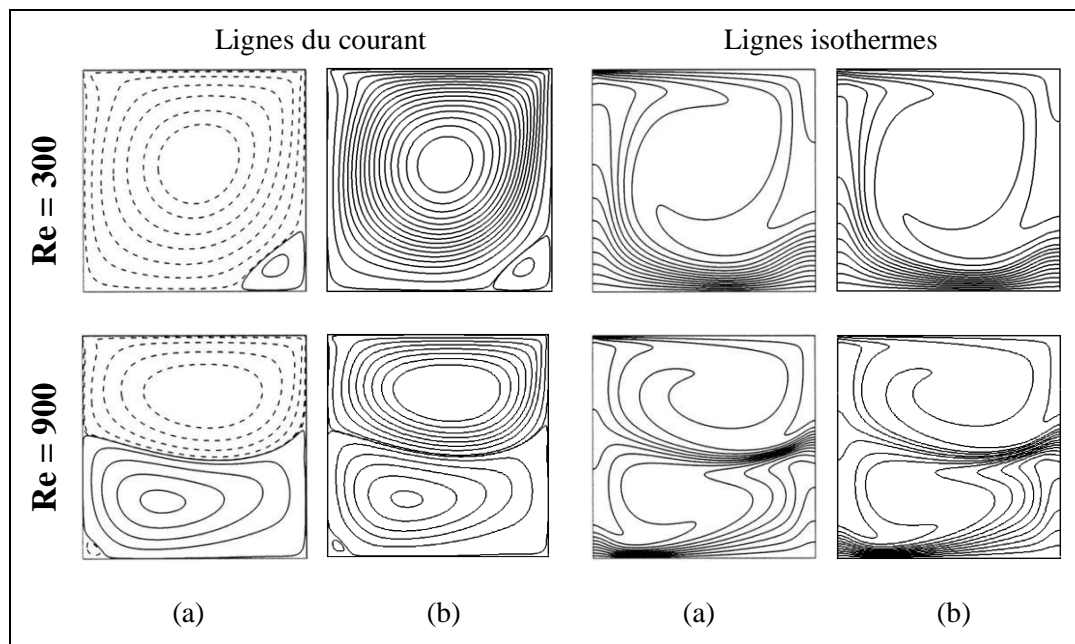 Lignes du courant
Lignes isothermes
Re = 300
Re = 900
(a)
(b)
(a)
(b)